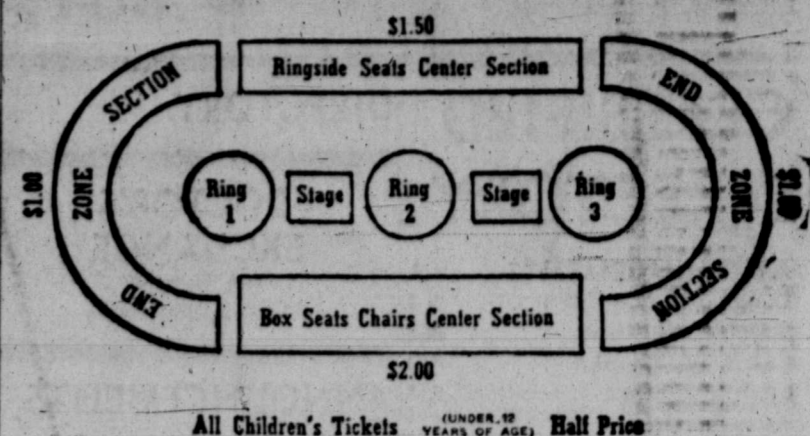 $1.50
Ringside Seats Center Section
END ZONE SECTION
$1.00
END ZONE SECTION
$1.00
Ring 1
Stage
Ring 2
Stage
Ring 3
Box Seats Chairs Center Section
$2.00
All Children's Tickets (UNDER 12 YEARS OF AGE) Half Price